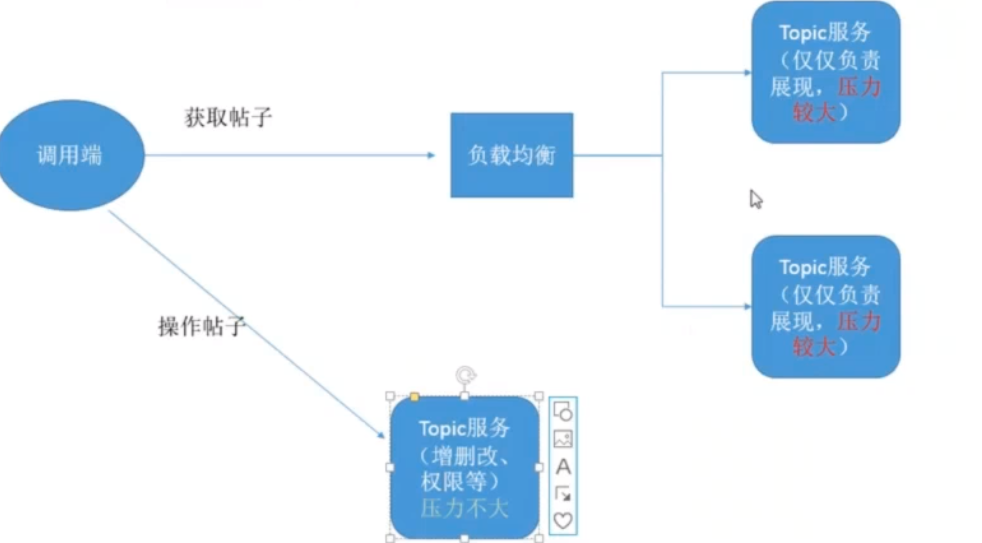 Topic服务
（仅仅负责
展现，压力
较大）
获取帖子
调用端
负载均衡
Topic服务
（仅仅负责
展现，压力
较大）
操作帖子
Topic服务
（增删改、
权限等）
压力不大
A